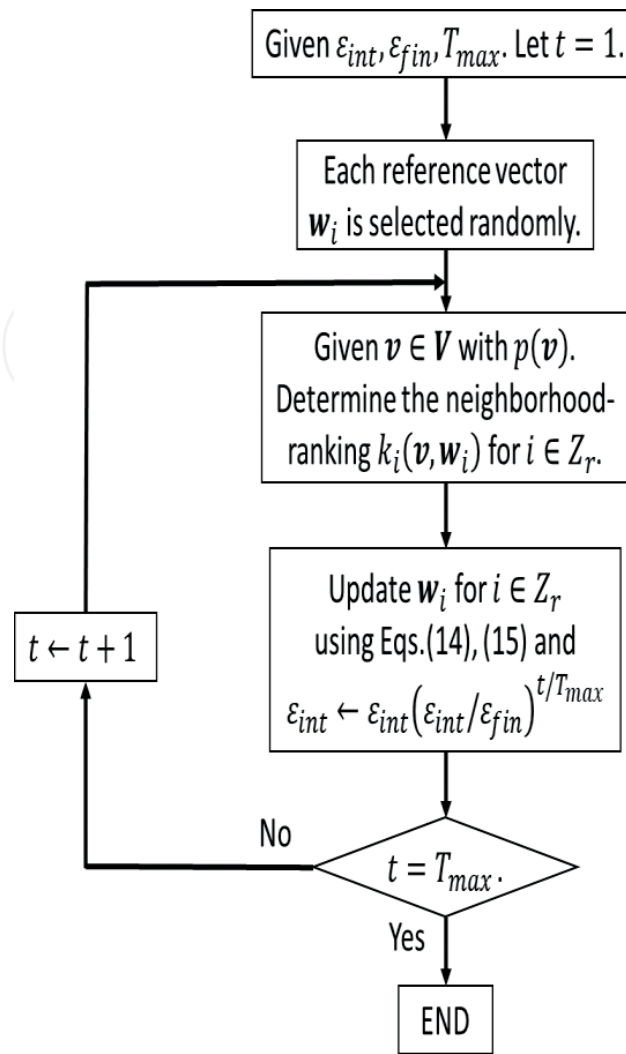 Given ε_int, ε_fin, T_max. Let t = 1.
Each reference vector
w_i is selected randomly.
Given v ∈ V with p(v).
Determine the neighborhood-
ranking k_i(v, w_i) for i ∈ Z_r.
Update w_i for i ∈ Z_r
using Eqs.(14), (15) and
ε_int ← ε_int(ε_int/ε_fin)^{t/T_max}
t ← t + 1
No
t = T_max.
Yes
END